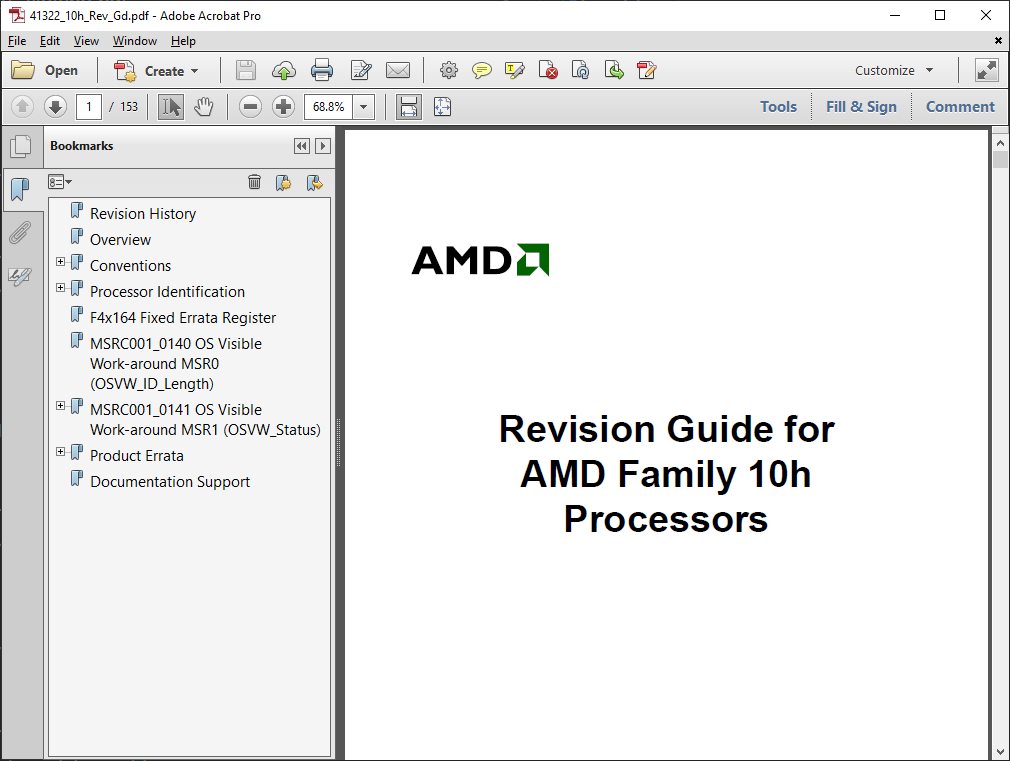 41322_10h_Rev_Gd.pdf - Adobe Acrobat Pro
File Edit View Window Help
Open Create Customize
1 / 153 68.8% Tools Fill & Sign Comment
Bookmarks
Revision History
Overview
Conventions
Processor Identification
F4x164 Fixed Errata Register
MSRC001_0140 OS Visible
Work-around MSR0
(OSVW_ID_Length)
MSRC001_0141 OS Visible
Work-around MSR1 (OSVW_Status)
Product Errata
Documentation Support
AMD
Revision Guide for
AMD Family 10h
Processors